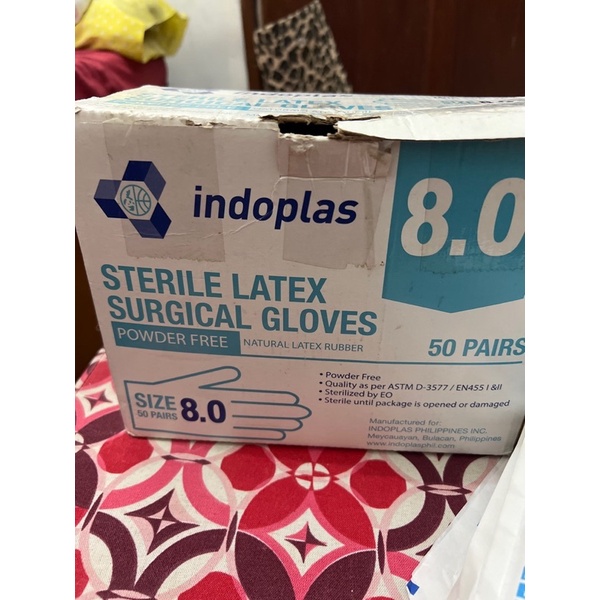 indoplas
8.0
STERILE LATEX
SURGICAL GLOVES
POWDER FREE
NATURAL LATEX RUBBER
50 PAIRS
SIZE 8.0
50 PAIRS
• Powder Free
• Quality as per ASTM D-3577 / EN455 I &II
• Sterilized by EO
• Sterile until package is opened or damaged
Manufactured for:
INDOPLAS PHILIPPINES INC.
Meycauayan, Bulacan, Philippines
www.indoplasphil.com